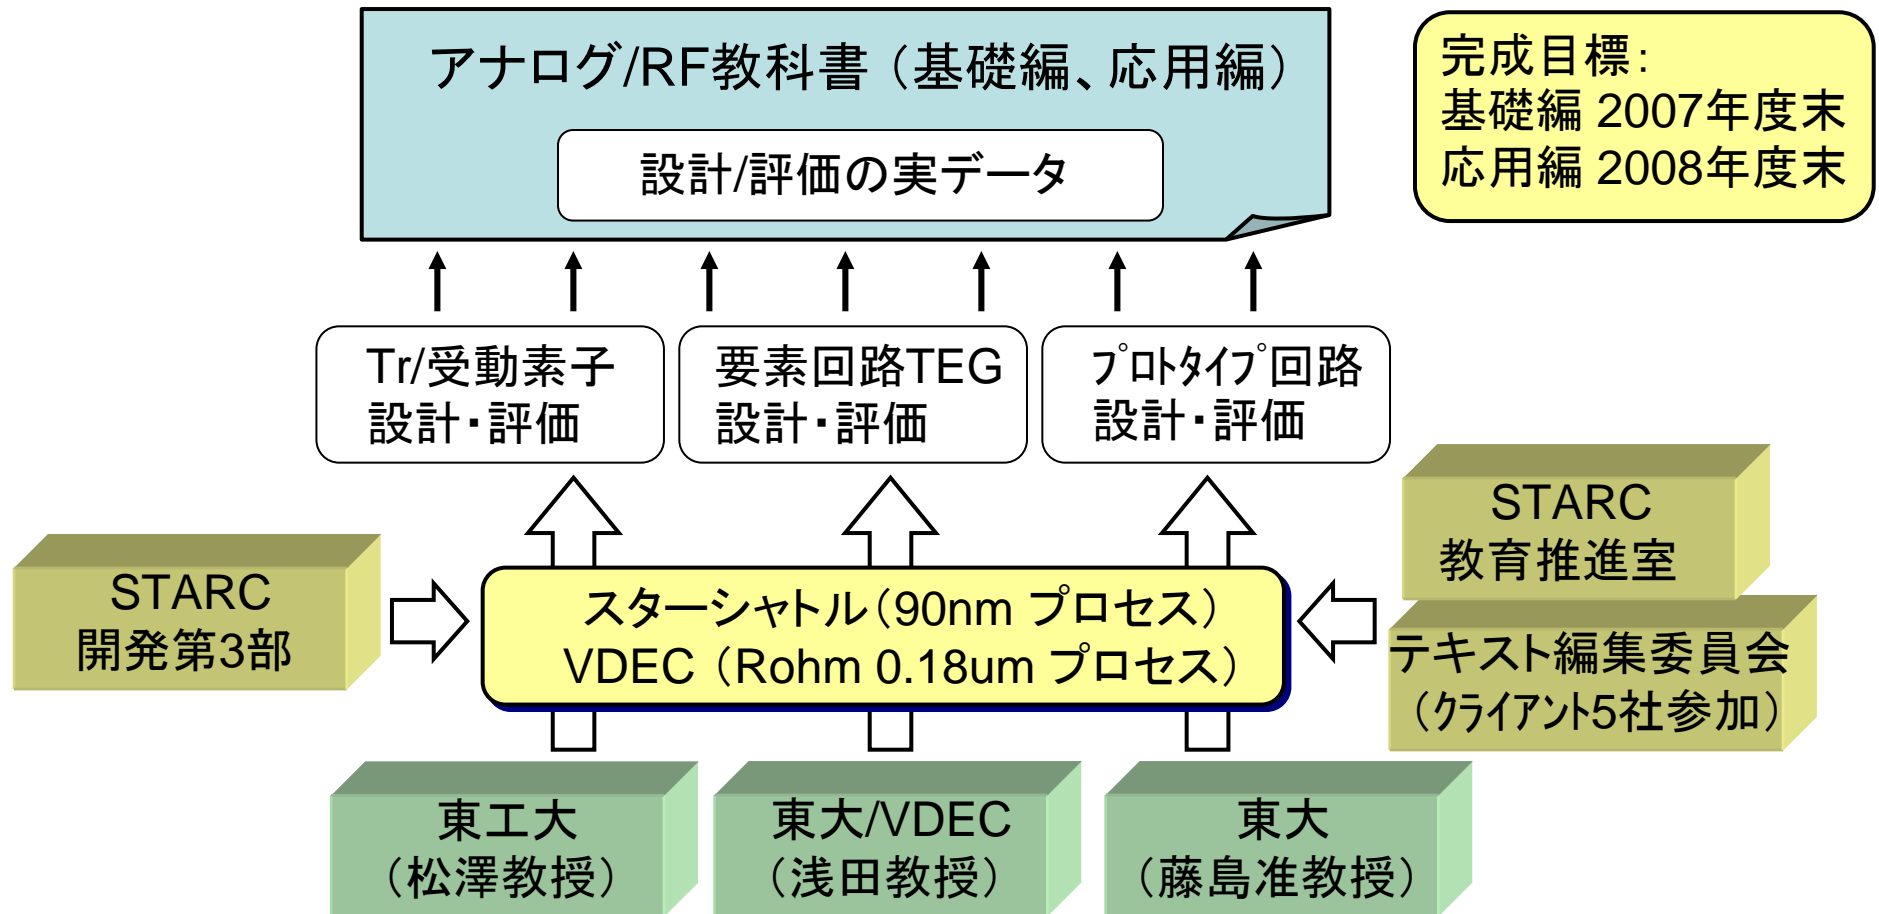 アナログ/RF教科書（基礎編、応用編）
設計/評価の実データ
完成目標：
基礎編 2007年度末
応用編 2008年度末
Tr/受動素子
設計・評価
要素回路TEG
設計・評価
ﾌﾟﾛﾄﾀｲﾌﾟ回路
設計・評価
STARC
教育推進室
STARC
開発第3部
スターシャトル（90nm プロセス）
VDEC（Rohm 0.18um プロセス）
テキスト編集委員会
（ｸﾗｲｱﾝﾄ5社参加）
東工大
（松澤教授）
東大/VDEC
（浅田教授）
東大
（藤島准教授）